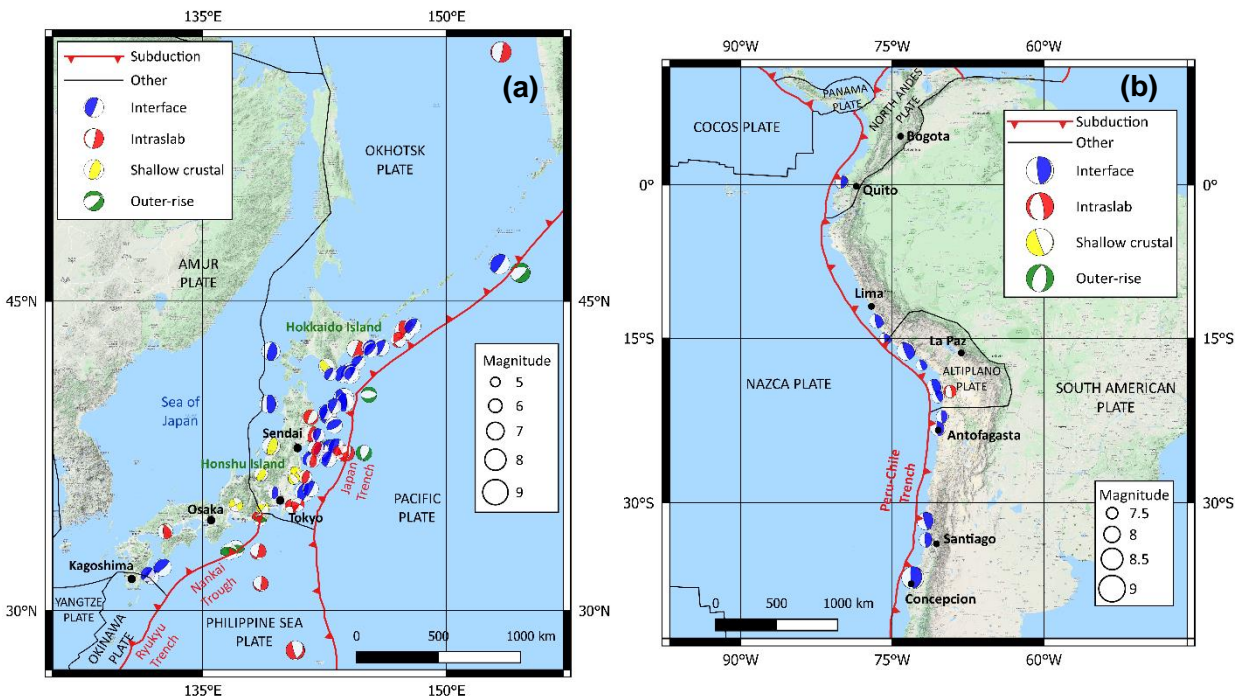 135°E
150°E
(a)
Subduction
Other
Interface
Intraslab
Shallow crustal
Outer-rise
OKHOTSK
PLATE
AMUR
PLATE
45°N
45°N
Hokkaido Island
Magnitude
5
6
7
8
9
Sea of
Japan
Sendai
Honshu Island
Japan
Trench
PACIFIC
PLATE
Osaka
Tokyo
Kagoshima
Nankai
Trough
YANGTZE
PLATE
OKINAWA
PLATE
Ryukyu
Trench
PHILIPPINE SEA
PLATE
30°N
30°N
0
500
1000 km
135°E
150°E
90°W
75°W
60°W
(b)
PANAMA
PLATE
NORTH ANDES
PLATE
COCOS PLATE
Bogota
Subduction
Other
Interface
Intraslab
Shallow crustal
Outer-rise
0°
0°
Quito
Lima
15°S
15°S
La Paz
ALTIPLANO
PLATE
NAZCA PLATE
SOUTH AMERICAN
PLATE
Antofagasta
Peru-Chile
Trench
30°S
30°S
Magnitude
7.5
8
8.5
9
Santiago
Concepcion
0
500
1000 km
90°W
75°W
60°W